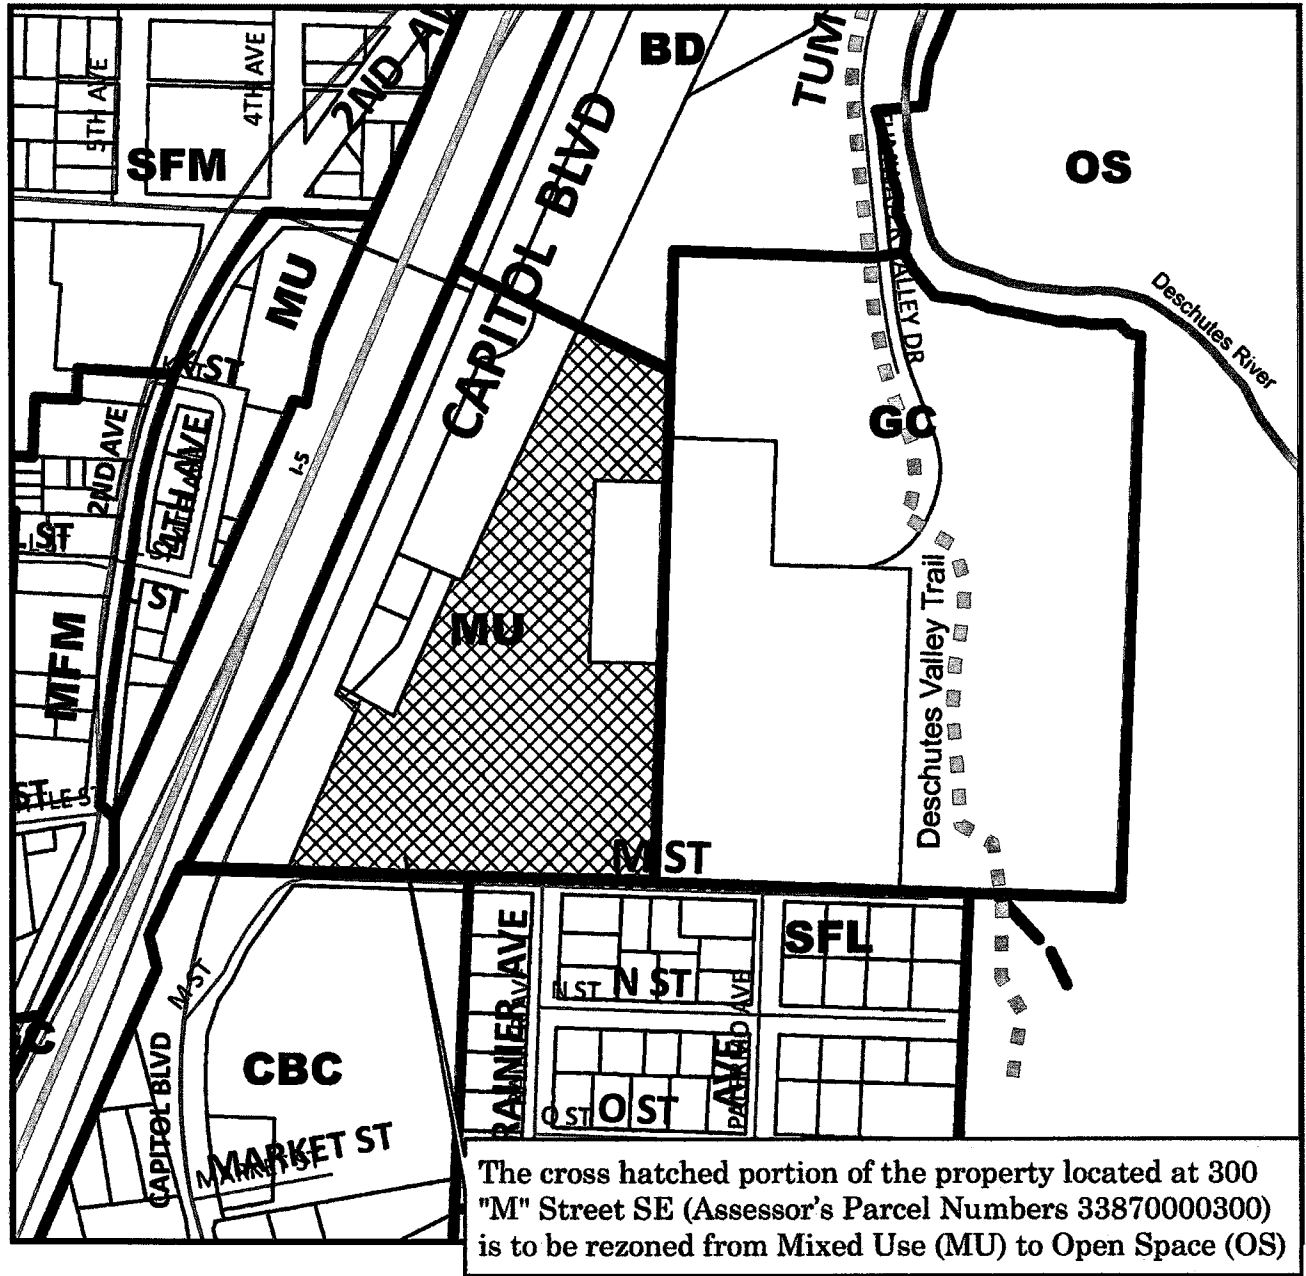 BD
TUM
2ND AV
4TH AVE
5TH AVE
SFM
OS
CAPITOL BLVD
MU
VALLEY DR
Deschutes River
K ST
GC
2ND AVE
4TH AVE
I-5
L ST
ST
Deschutes Valley Trail
MU
MFM
ST
M ST
SFL
RAINIER AVE
N ST
N ST
M ST
CBC
CAPITOL BLVD
AVE
O ST
O ST
MARKET ST
The cross hatched portion of the property located at 300
"M" Street SE (Assessor's Parcel Numbers 33870000300)
is to be rezoned from Mixed Use (MU) to Open Space (OS)